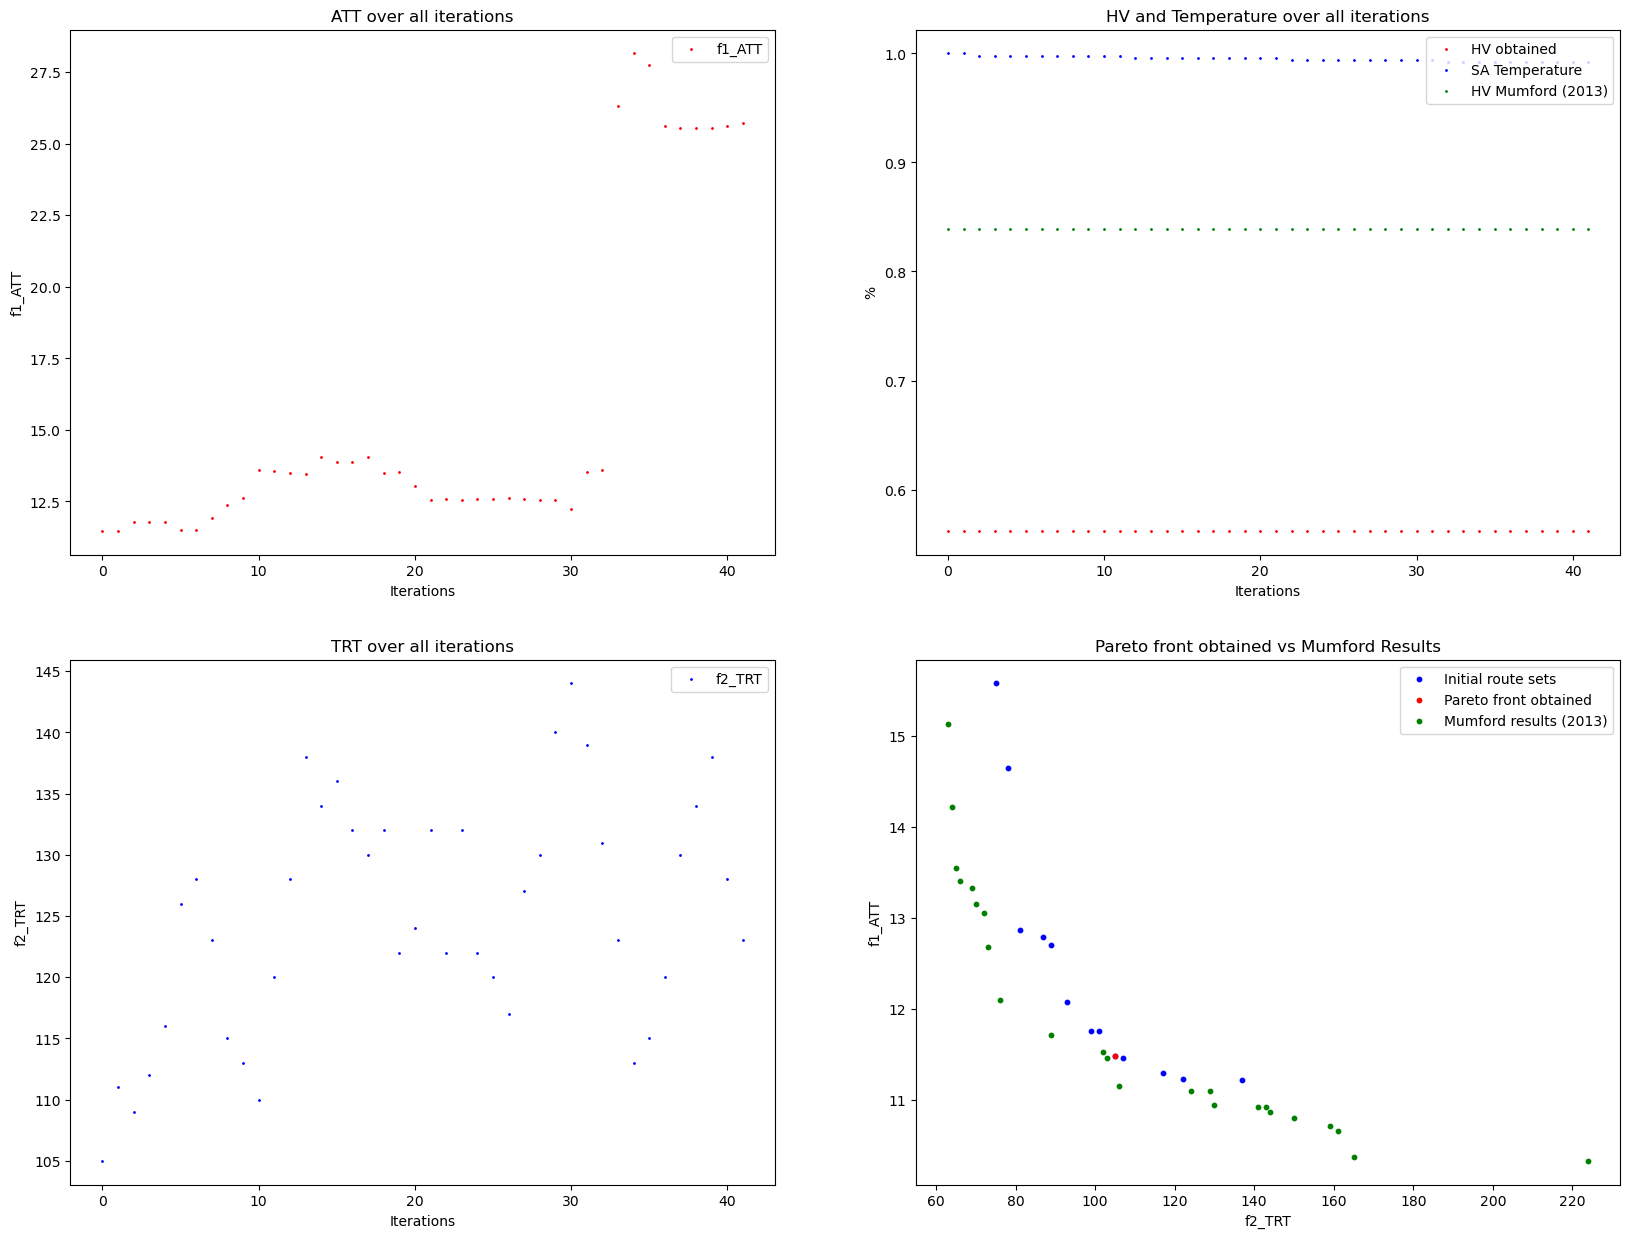 ATT over all iterations
f1_ATT
27.5
25.0
22.5
20.0
17.5
15.0
12.5
f1_ATT
0 10 20 30 40
Iterations
HV and Temperature over all iterations
HV obtained
SA Temperature
HV Mumford (2013)
1.0
0.9
0.8
0.7
0.6
%
0 10 20 30 40
Iterations
TRT over all iterations
f2_TRT
145
140
135
130
125
120
115
110
105
f2_TRT
0 10 20 30 40
Iterations
Pareto front obtained vs Mumford Results
Initial route sets
Pareto front obtained
Mumford results (2013)
15
14
13
12
11
f1_ATT
60 80 100 120 140 160 180 200 220
f2_TRT